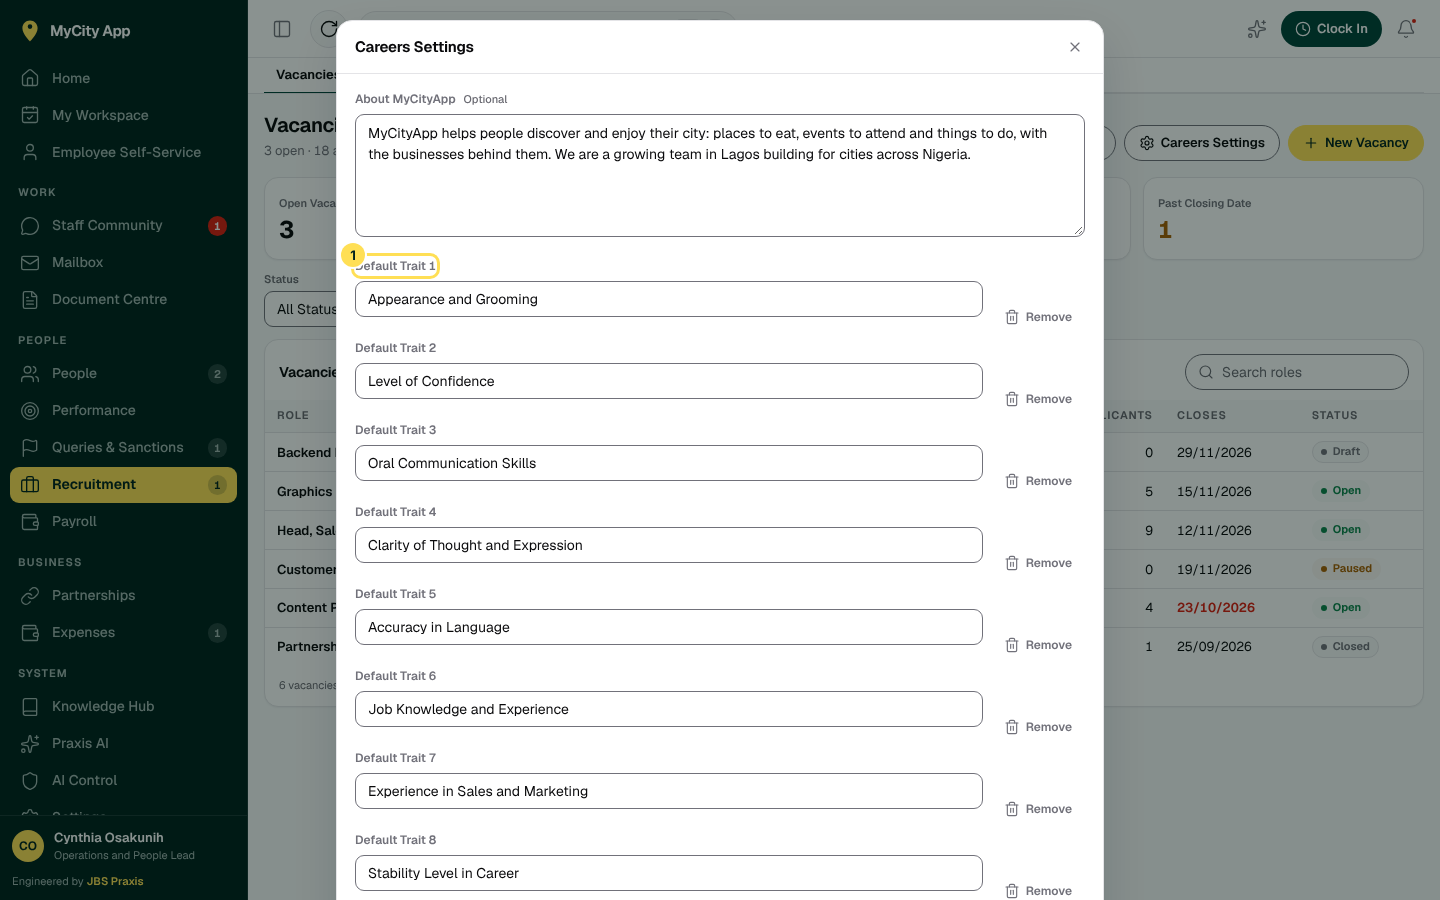 MyCity App
Home
My Workspace
Employee Self-Service
WORK
Staff Community 1
Mailbox
Document Centre
PEOPLE
People 2
Performance
Queries & Sanctions 1
Recruitment 1
Payroll
BUSINESS
Partnerships
Expenses 1
SYSTEM
Knowledge Hub
Praxis AI
AI Control
CO
Cynthia Osakunih
Operations and People Lead
Engineered by JBS Praxis
Clock In
Vacancies
3 open · 18
Careers Settings
New Vacancy
Open
3
Past Closing Date
1
Status
All Status
Search roles
ROLE
CLOSES
STATUS
Backend
0
29/11/2026
Draft
Graphics
5
15/11/2026
Open
Head,
9
12/11/2026
Open
Customer
0
19/11/2026
Paused
Content
4
23/10/2026
Open
1
25/09/2026
Closed
6 vacancies
Careers Settings
About MyCityApp Optional
MyCityApp helps people discover and enjoy their city: places to eat, events to attend and things to do, with
the businesses behind them. We are a growing team in Lagos building for cities across Nigeria.
1
Default Trait 1
Appearance and Grooming
Remove
Default Trait 2
Level of Confidence
Remove
Default Trait 3
Oral Communication Skills
Remove
Default Trait 4
Clarity of Thought and Expression
Remove
Default Trait 5
Accuracy in Language
Remove
Default Trait 6
Job Knowledge and Experience
Remove
Default Trait 7
Experience in Sales and Marketing
Remove
Default Trait 8
Stability Level in Career
Remove